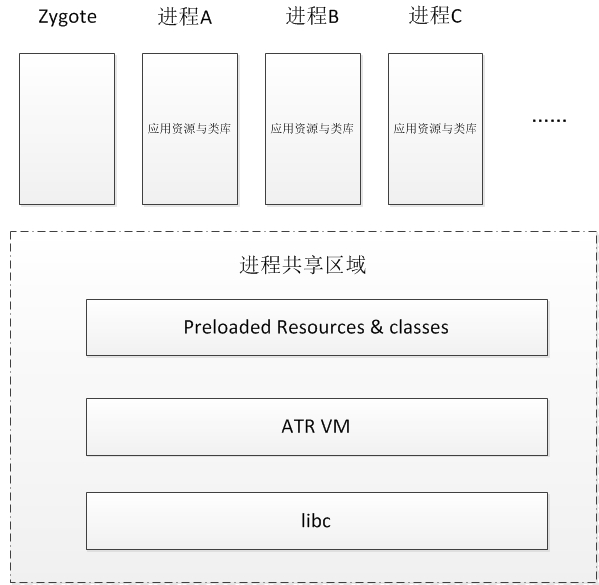 Zygote 进程A 进程B 进程C
应用资源与类库 应用资源与类库 应用资源与类库 ······
进程共享区域
Preloaded Resources & classes
ATR VM
libc